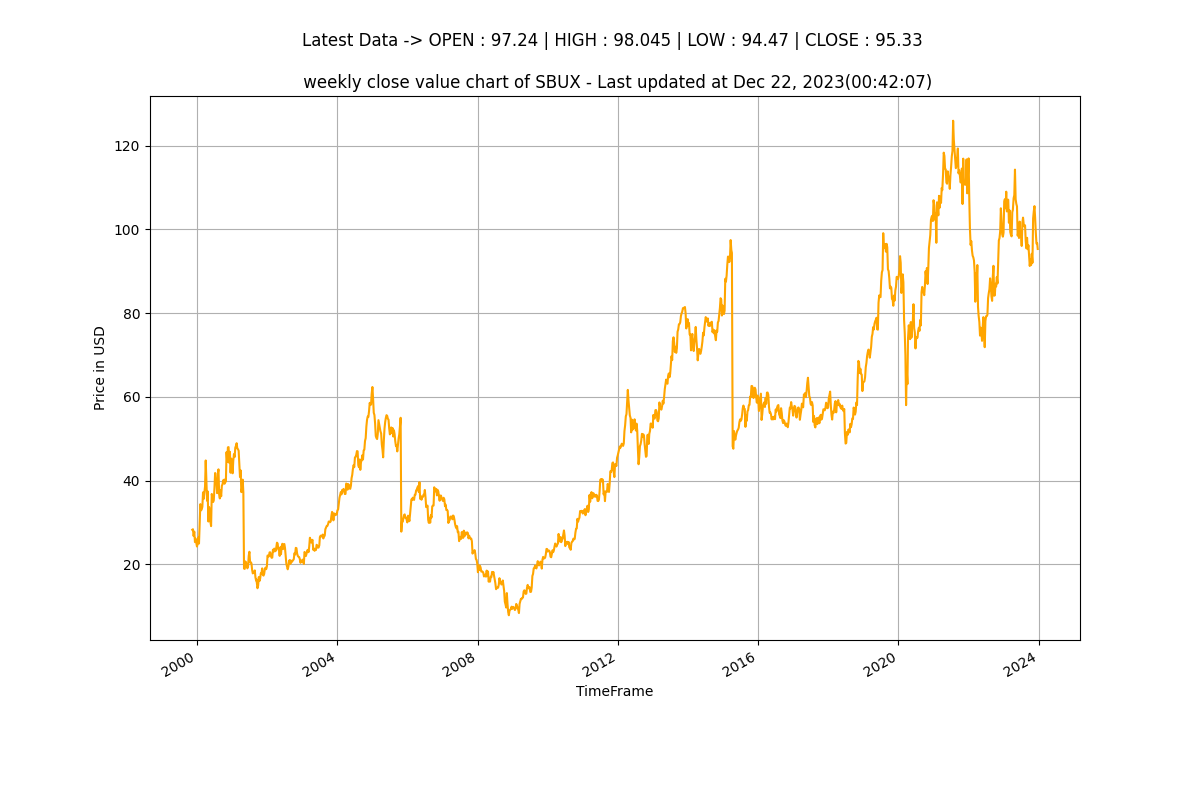 Latest Data -> OPEN : 97.24 | HIGH : 98.045 | LOW : 94.47 | CLOSE : 95.33
weekly close value chart of SBUX - Last updated at Dec 22, 2023(00:42:07)
120
100
80
60
40
20
Price in USD
2000 2004 2008 2012 2016 2020 2024
TimeFrame